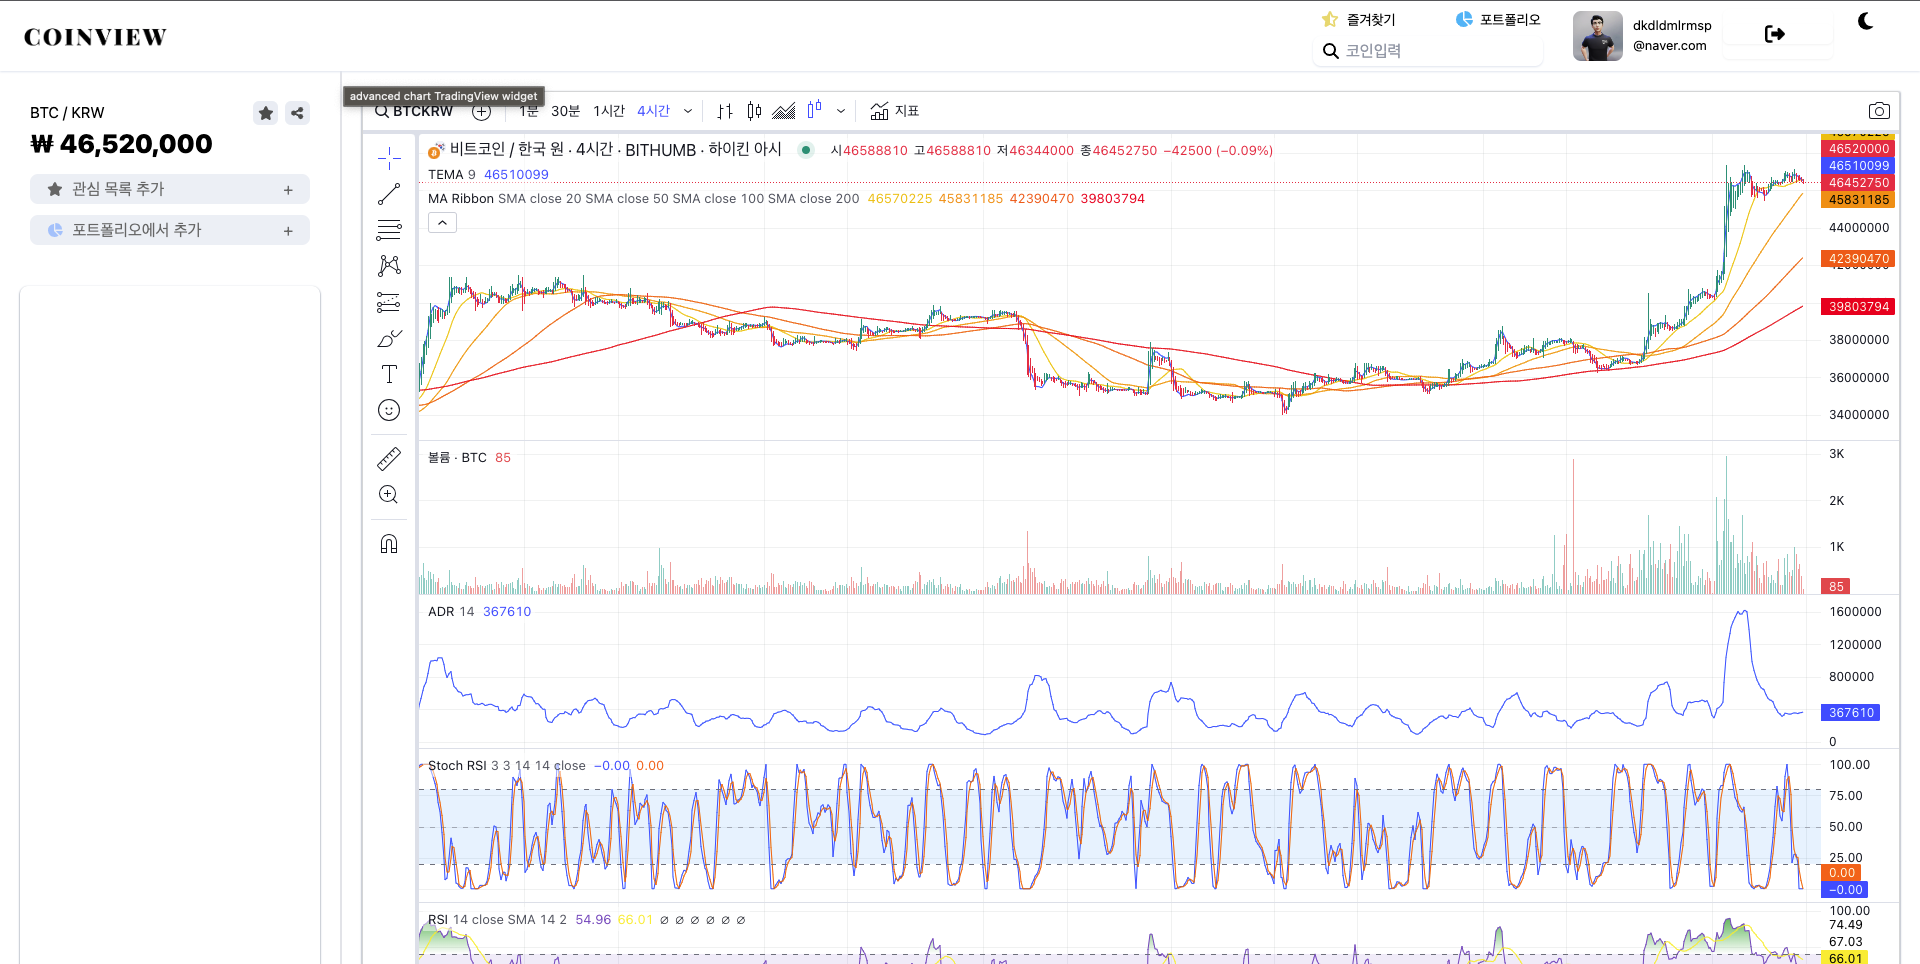 COINVIEW
즐겨찾기
포트폴리오
코인입력
dkdldmlrmsp
@naver.com
BTC / KRW
₩ 46,520,000
관심 목록 추가 +
포트폴리오에서 추가 +
advanced chart TradingView widget
BTCKRW 1분 30분 1시간 4시간 지표
비트코인 / 한국 원 · 4시간 · BITHUMB · 하이킨 아시 시46588810 고46588810 저46344000 종46452750 −42500 (−0.09%)
TEMA 9 46510099
MA Ribbon SMA close 20 SMA close 50 SMA close 100 SMA close 200 46570225 45831185 42390470 39803794
46520000
46510099
46452750
45831185
44000000
42390470
42000000
39803794
38000000
36000000
34000000
볼륨 · BTC 85
3K
2K
1K
85
ADR 14 367610
1600000
1200000
800000
367610
0
Stoch RSI 3 3 14 14 close −0.00 0.00
100.00
75.00
50.00
25.00
0.00
−0.00
RSI 14 close SMA 14 2 54.96 66.01 ∅ ∅ ∅ ∅ ∅ ∅
100.00
74.49
67.03
66.01